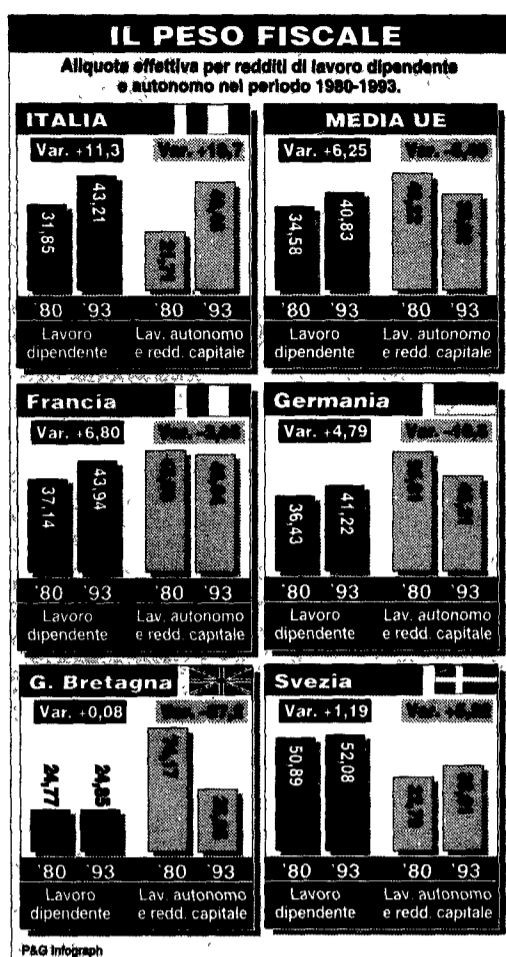 IL PESO FISCALE
Aliquota effettiva per redditi di lavoro dipendente
e autonomo nel periodo 1980-1993.
ITALIA
Var. +11,3
Var.
31,85
43,21
'80 '93 '80 '93
Lavoro dipendente
Lav. autonomo e redd. capitale
MEDIA UE
Var. +6,25
Var.
34,58
40,83
'80 '93 '80 '93
Lavoro dipendente
Lav. autonomo e redd. capitale
Francia
Var. +6,80
Var.
37,14
43,94
'80 '93 '80 '93
Lavoro dipendente
Lav. autonomo e redd. capitale
Germania
Var. +4,79
Var.
36,43
41,22
'80 '93 '80 '93
Lavoro dipendente
Lav. autonomo e redd. capitale
G. Bretagna
Var. +0,08
Var.
24,77
24,85
'80 '93 '80 '93
Lavoro dipendente
Lav. autonomo e redd. capitale
Svezia
Var. +1,19
Var.
50,89
52,08
'80 '93 '80 '93
Lavoro dipendente
Lav. autonomo e redd. capitale
P&G Infograph